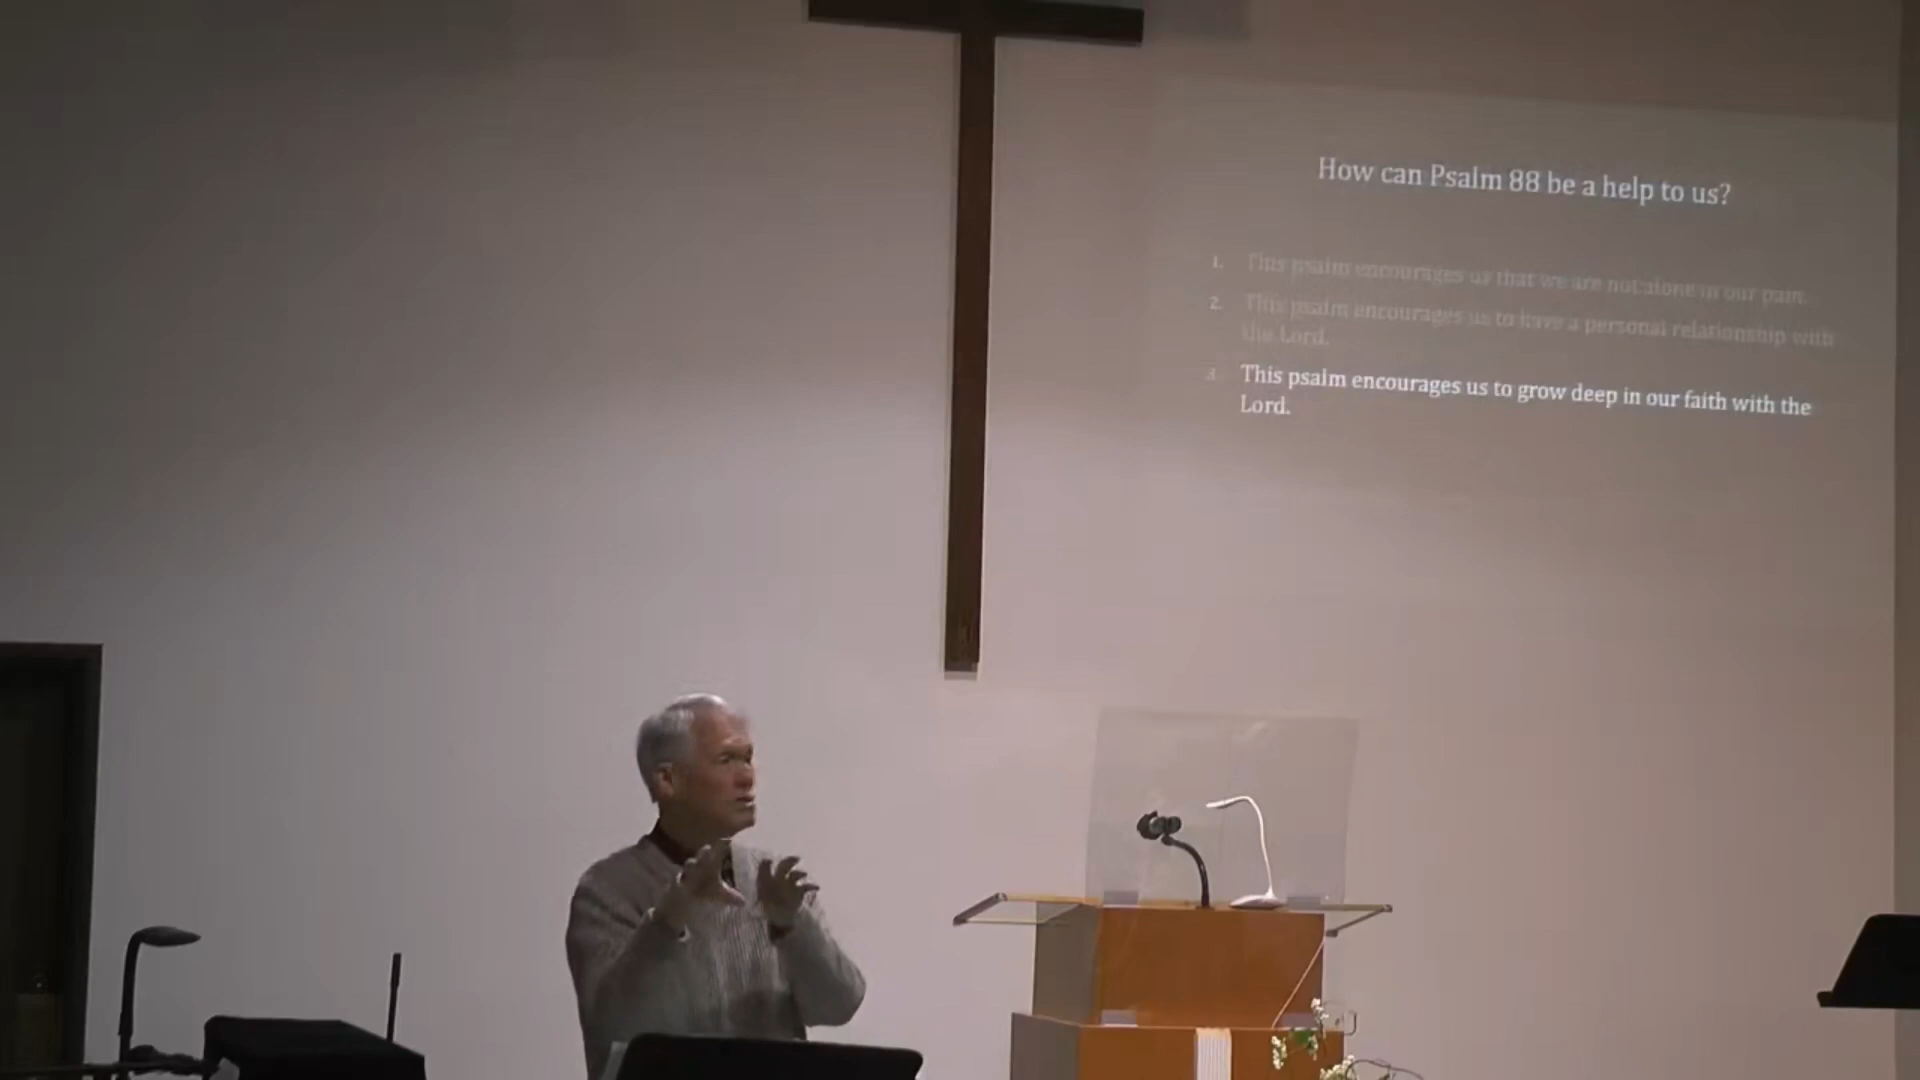 How can Psalm 88 be a help to us?
1. This psalm encourages us that we are not alone in our pain.
2. This psalm encourages us to have a personal relationship with
the Lord.
3. This psalm encourages us to grow deep in our faith with the
Lord.